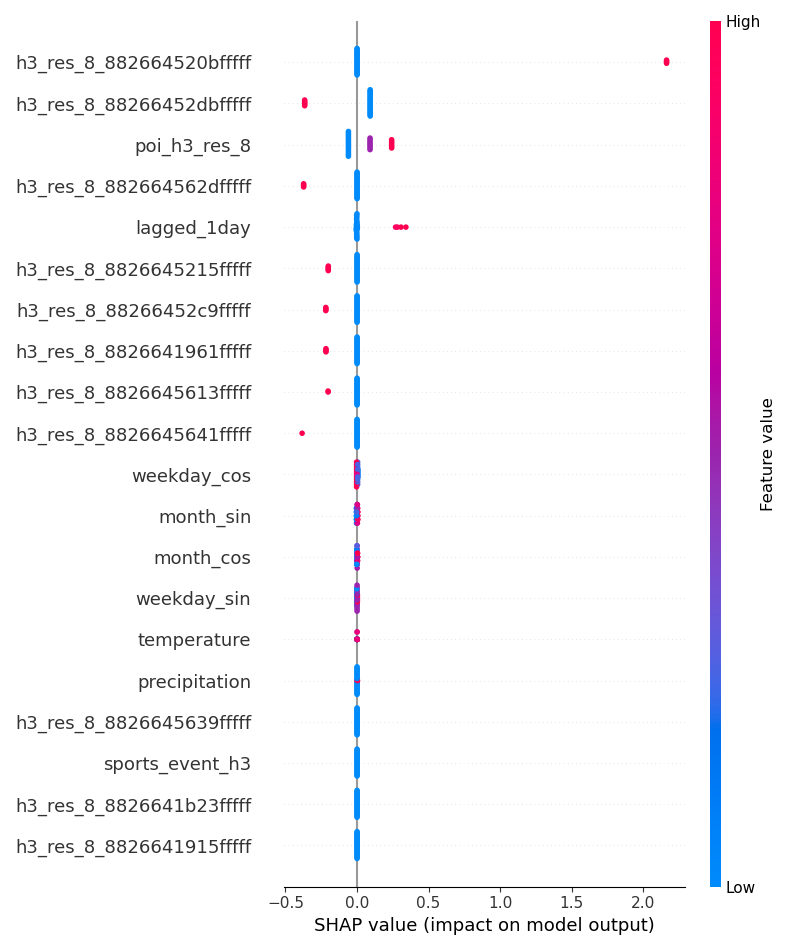 High
h3_res_8_882664520bfffff
h3_res_8_88266452dbfffff
poi_h3_res_8
h3_res_8_882664562dfffff
lagged_1day
h3_res_8_8826645215fffff
h3_res_8_88266452c9fffff
h3_res_8_8826641961fffff
h3_res_8_8826645613fffff
h3_res_8_8826645641fffff
weekday_cos
month_sin
month_cos
weekday_sin
temperature
precipitation
h3_res_8_8826645639fffff
sports_event_h3
h3_res_8_8826641b23fffff
h3_res_8_8826641915fffff
Feature value
Low
−0.5 0.0 0.5 1.0 1.5 2.0
SHAP value (impact on model output)